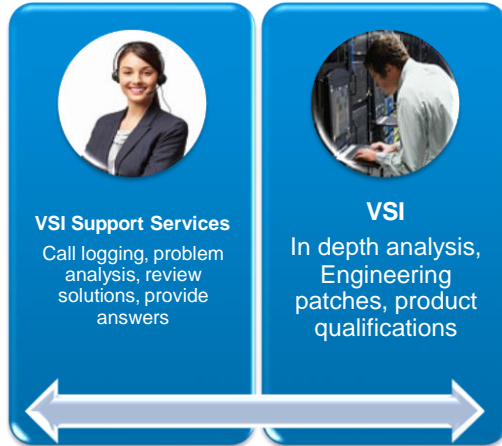 VSI Support Services
Call logging, problem
analysis, review
solutions, provide
answers
VSI
In depth analysis,
Engineering
patches, product
qualifications